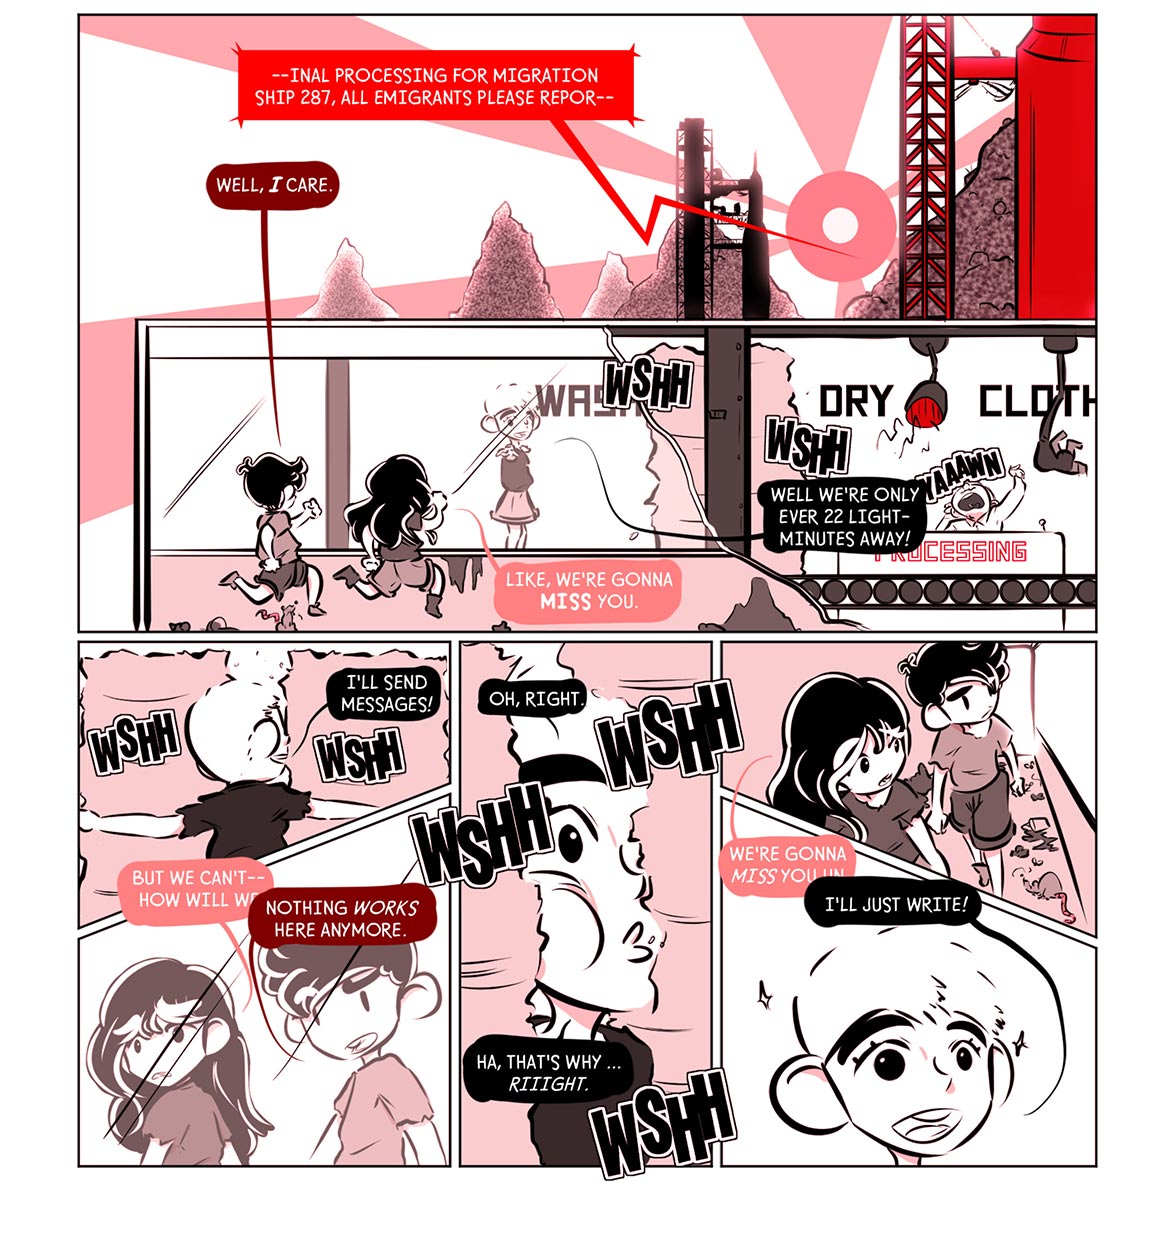 --INAL PROCESSING FOR MIGRATION
SHIP 287, ALL EMIGRANTS PLEASE REPOR--
WELL, I CARE.
WASH
WSHH
DRY
CLOTH
WSHH
YAAAWN
WELL WE'RE ONLY
EVER 22 LIGHT-
MINUTES AWAY!
PROCESSING
LIKE, WE'RE GONNA
MISS YOU.
I'LL SEND
MESSAGES!
WSHH
WSHH
BUT WE CAN'T--
HOW WILL WE
NOTHING WORKS
HERE ANYMORE.
OH, RIGHT.
WSHH
WSHH
HA, THAT'S WHY ...
RIIIGHT.
WSHH
WE'RE GONNA
MISS YOU UN
I'LL JUST WRITE!